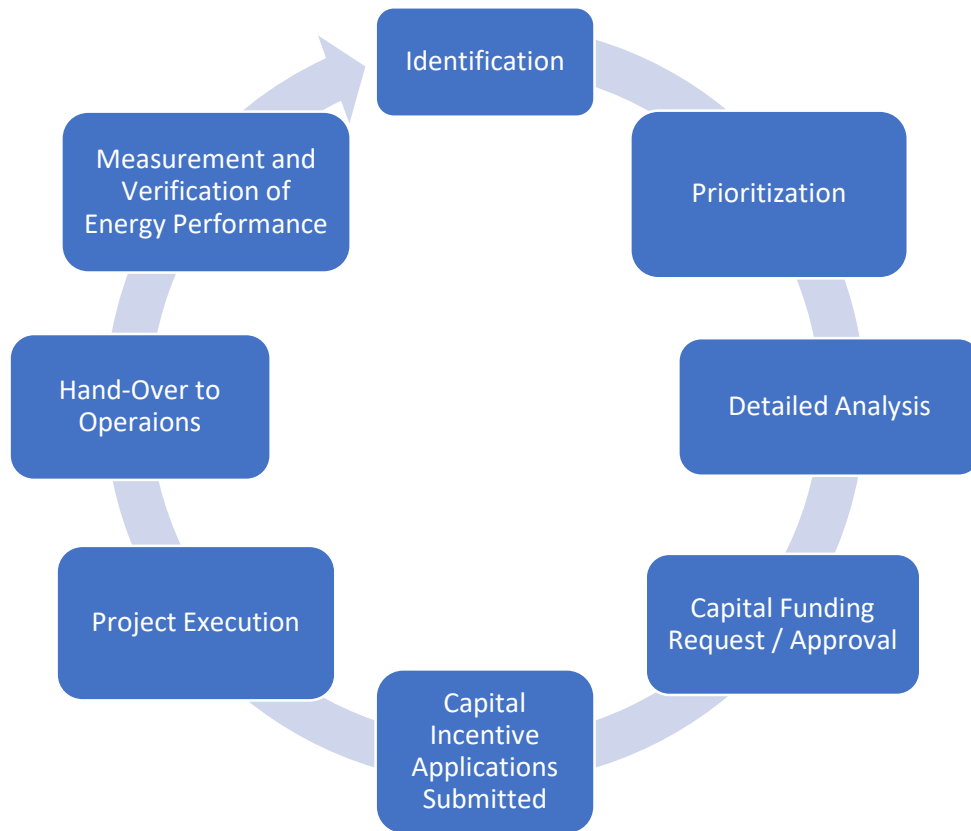 Identification
Prioritization
Detailed Analysis
Capital Funding
Request / Approval
Capital
Incentive
Applications
Submitted
Project Execution
Hand-Over to
Operaions
Measurement and
Verification of
Energy Performance